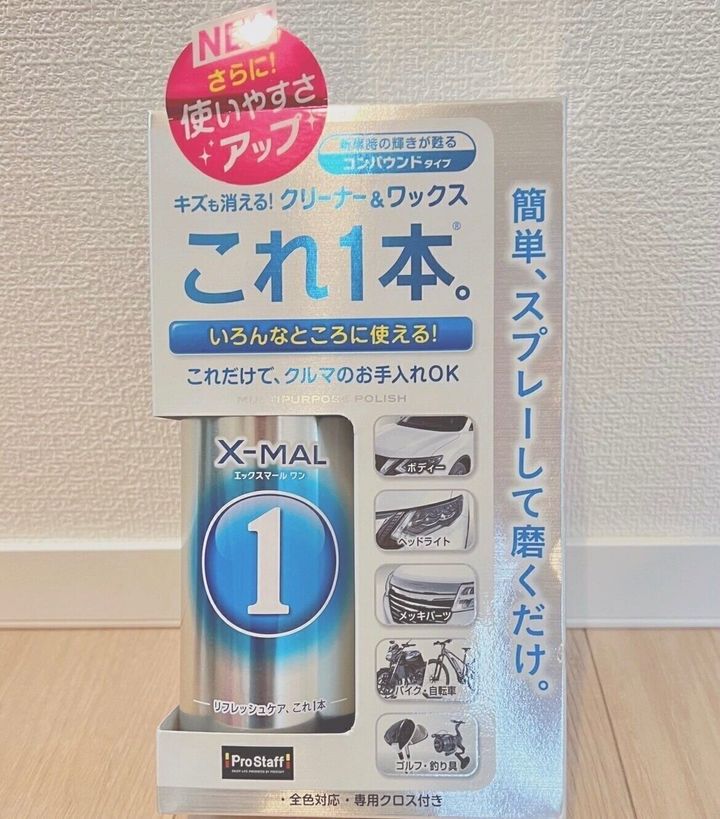 NEW
さらに!
使いやすさ
アップ
新車時の輝きが甦る
コンパウンドタイプ
キズも消える! クリーナー&ワックス
これ1本。®
いろんなところに使える!
これだけで、クルマのお手入れOK
MULTIPURPOSE POLISH
X-MAL
エックスマール ワン
1
リフレッシュケア、これ1本
ボディー
ヘッドライト
メッキパーツ
バイク・自転車
ゴルフ・釣り具
簡単、スプレーして磨くだけ。
ProStaff
ENJOY LIFE PRODUCED BY PROSTAFF
・全色対応・専用クロス付き